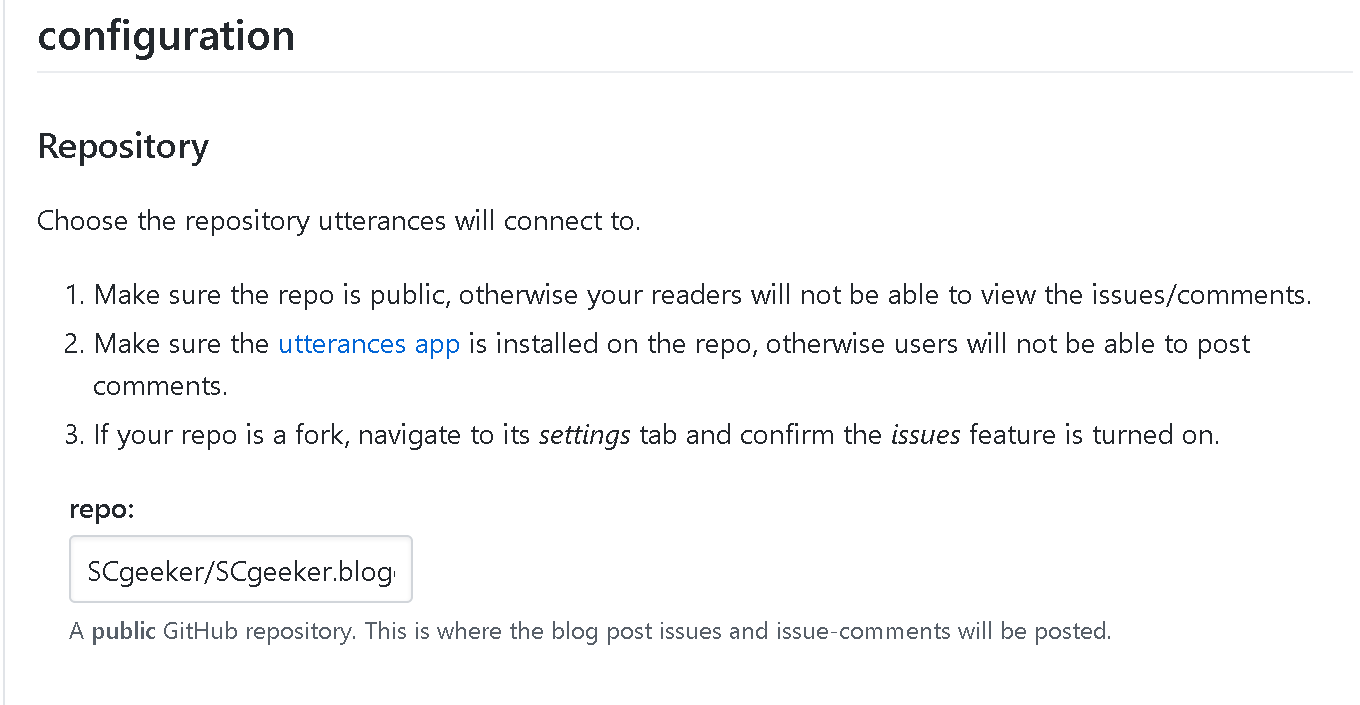 configuration
Repository
Choose the repository utterances will connect to.
1. Make sure the repo is public, otherwise your readers will not be able to view the issues/comments.
2. Make sure the utterances app is installed on the repo, otherwise users will not be able to post
comments.
3. If your repo is a fork, navigate to its settings tab and confirm the issues feature is turned on.
repo:
SCgeeker/SCgeeker.blog
A public GitHub repository. This is where the blog post issues and issue-comments will be posted.